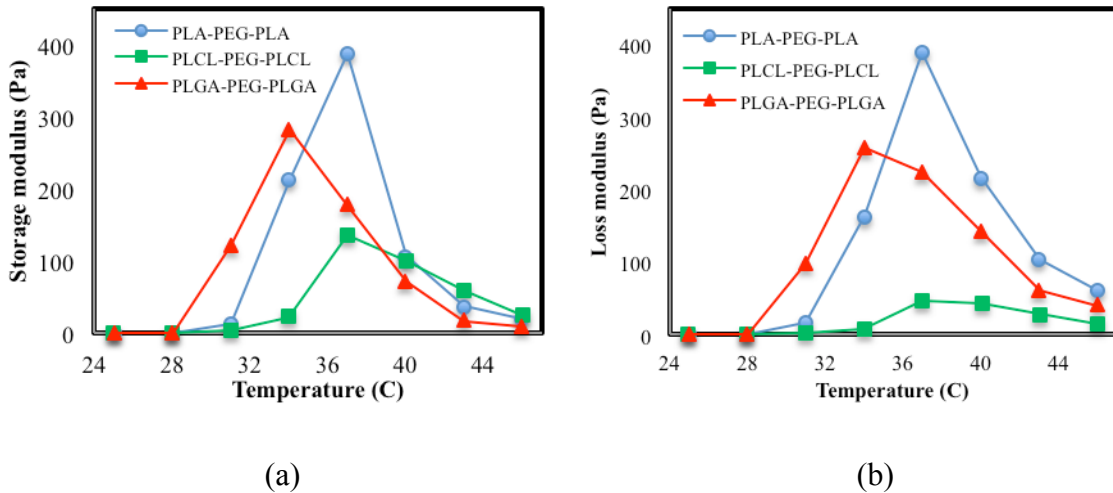 Storage modulus (Pa)
400
300
200
100
0
PLA-PEG-PLA
PLCL-PEG-PLCL
PLGA-PEG-PLGA
24 28 32 36 40 44
Temperature (C)
(a)
Loss modulus (Pa)
400
300
200
100
0
PLA-PEG-PLA
PLCL-PEG-PLCL
PLGA-PEG-PLGA
24 28 32 36 40 44
Temperature (C)
(b)